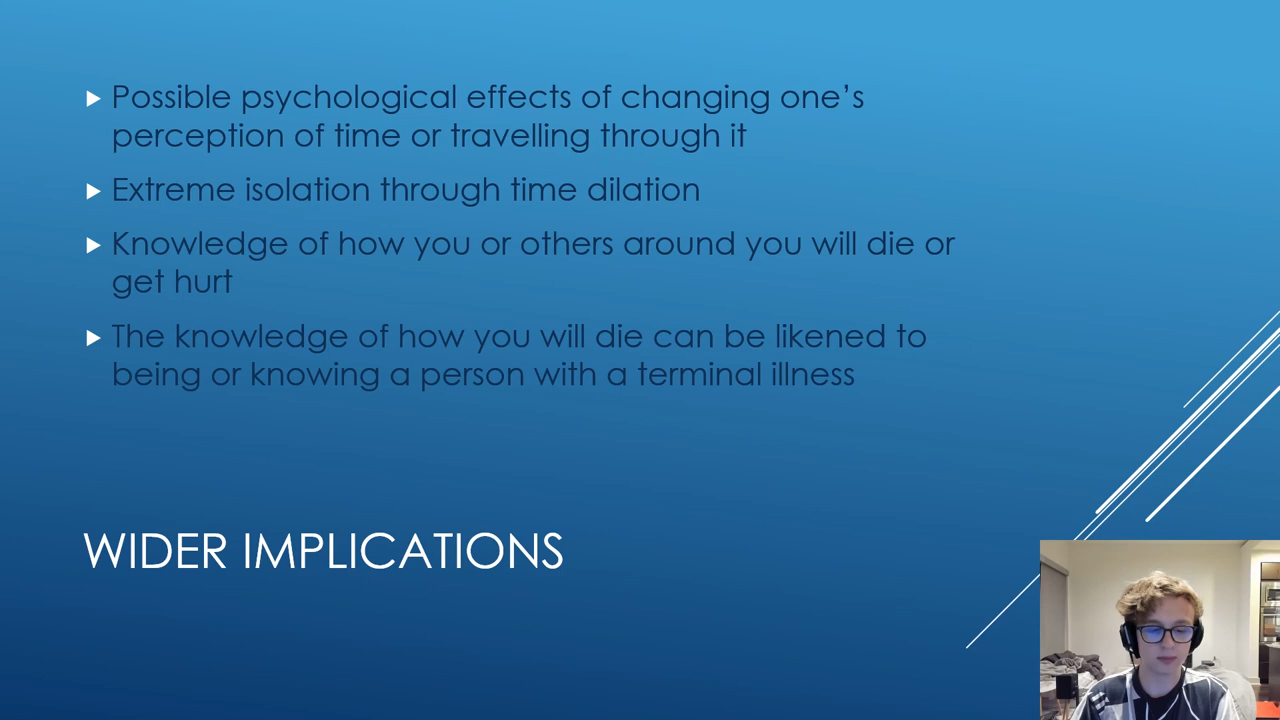 Possible psychological effects of changing one's
perception of time or travelling through it
Extreme isolation through time dilation
Knowledge of how you or others around you will die or
get hurt
The knowledge of how you will die can be likened to
being or knowing a person with a terminal illness
WIDER IMPLICATIONS